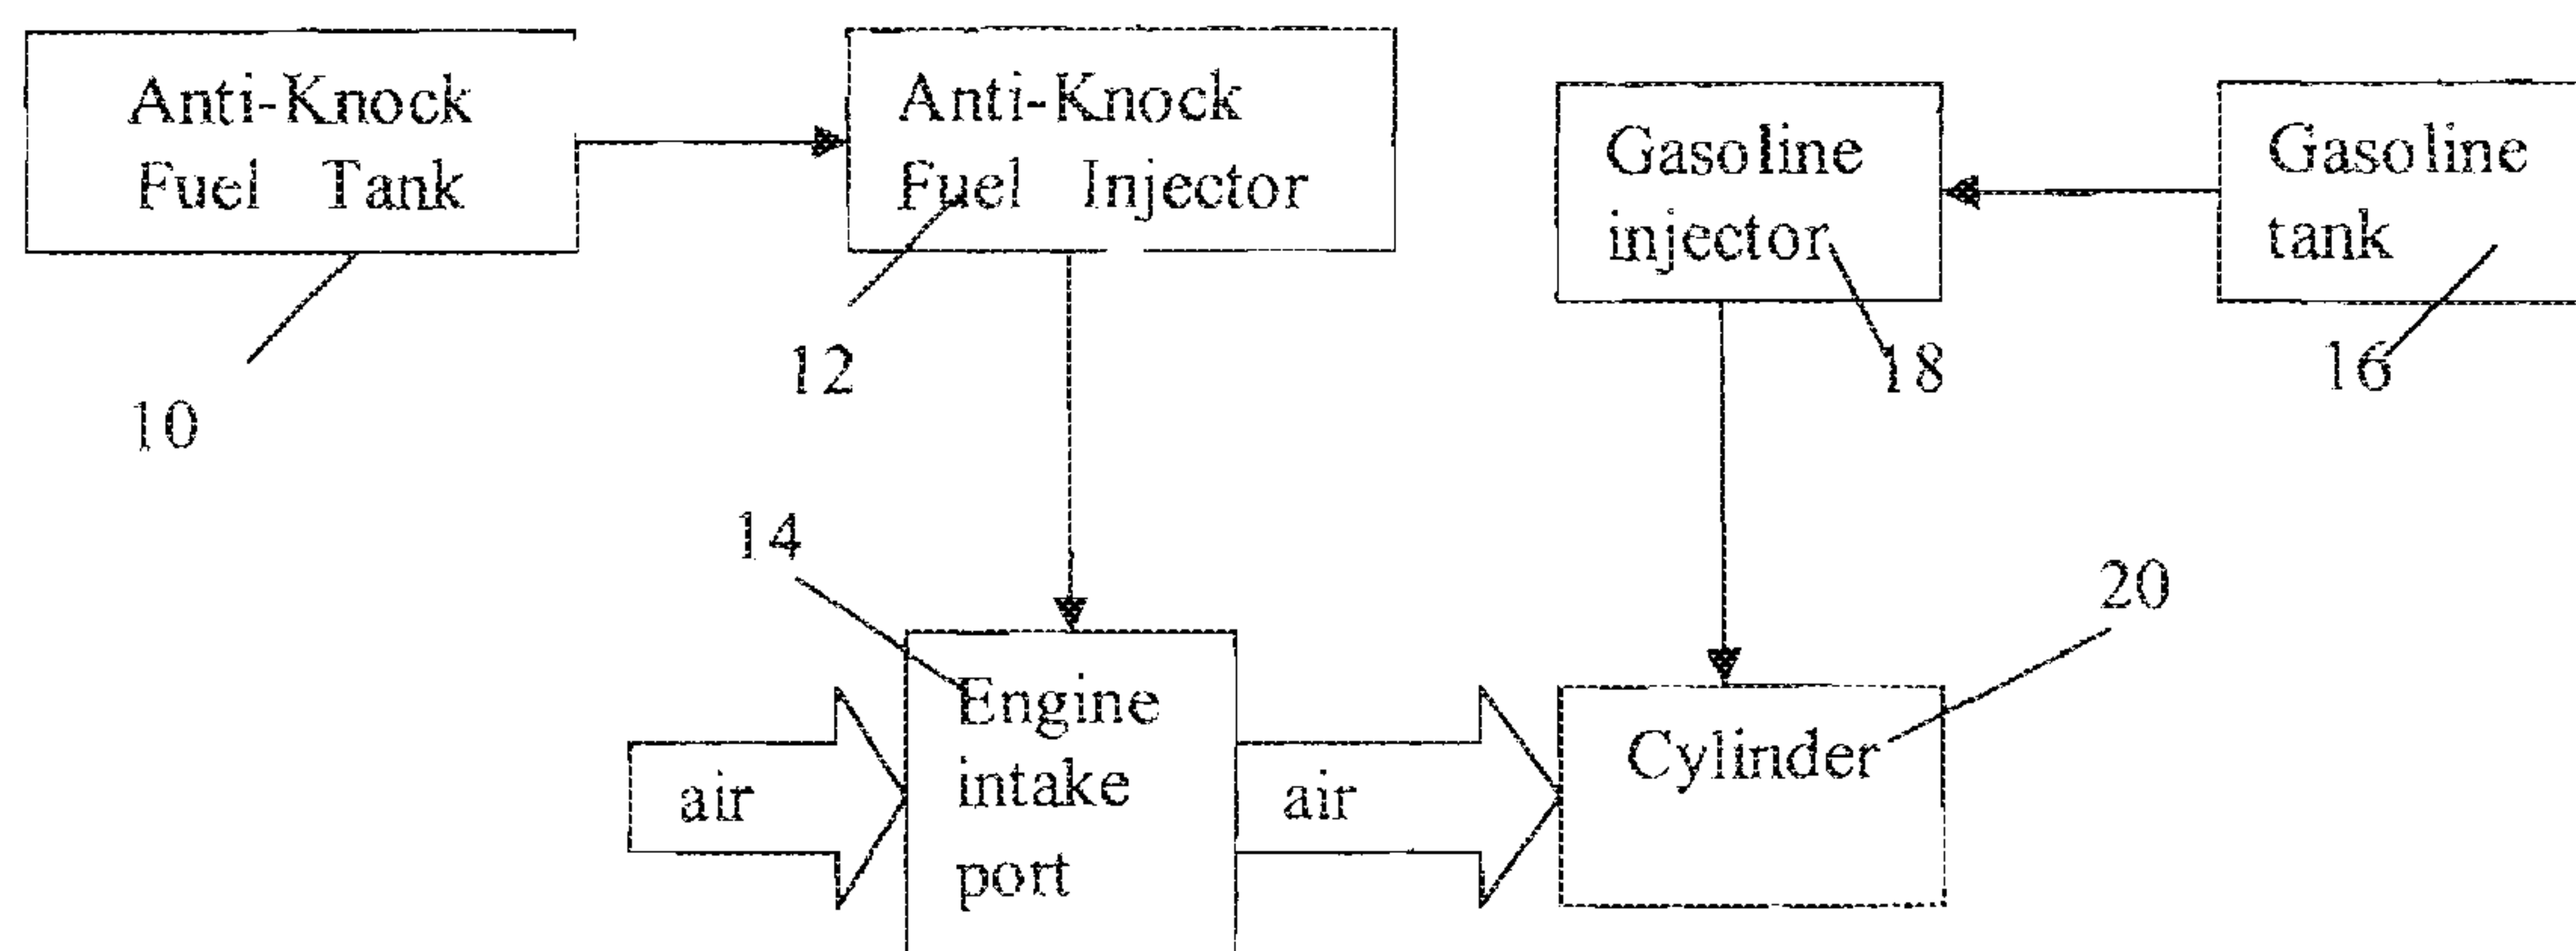 Anti-Knock
Fuel Tank
Anti-Knock
Fuel Injector
Gasoline
injector
Gasoline
tank
10
12
18
16
14
20
air
Engine
intake
port
air
Cylinder